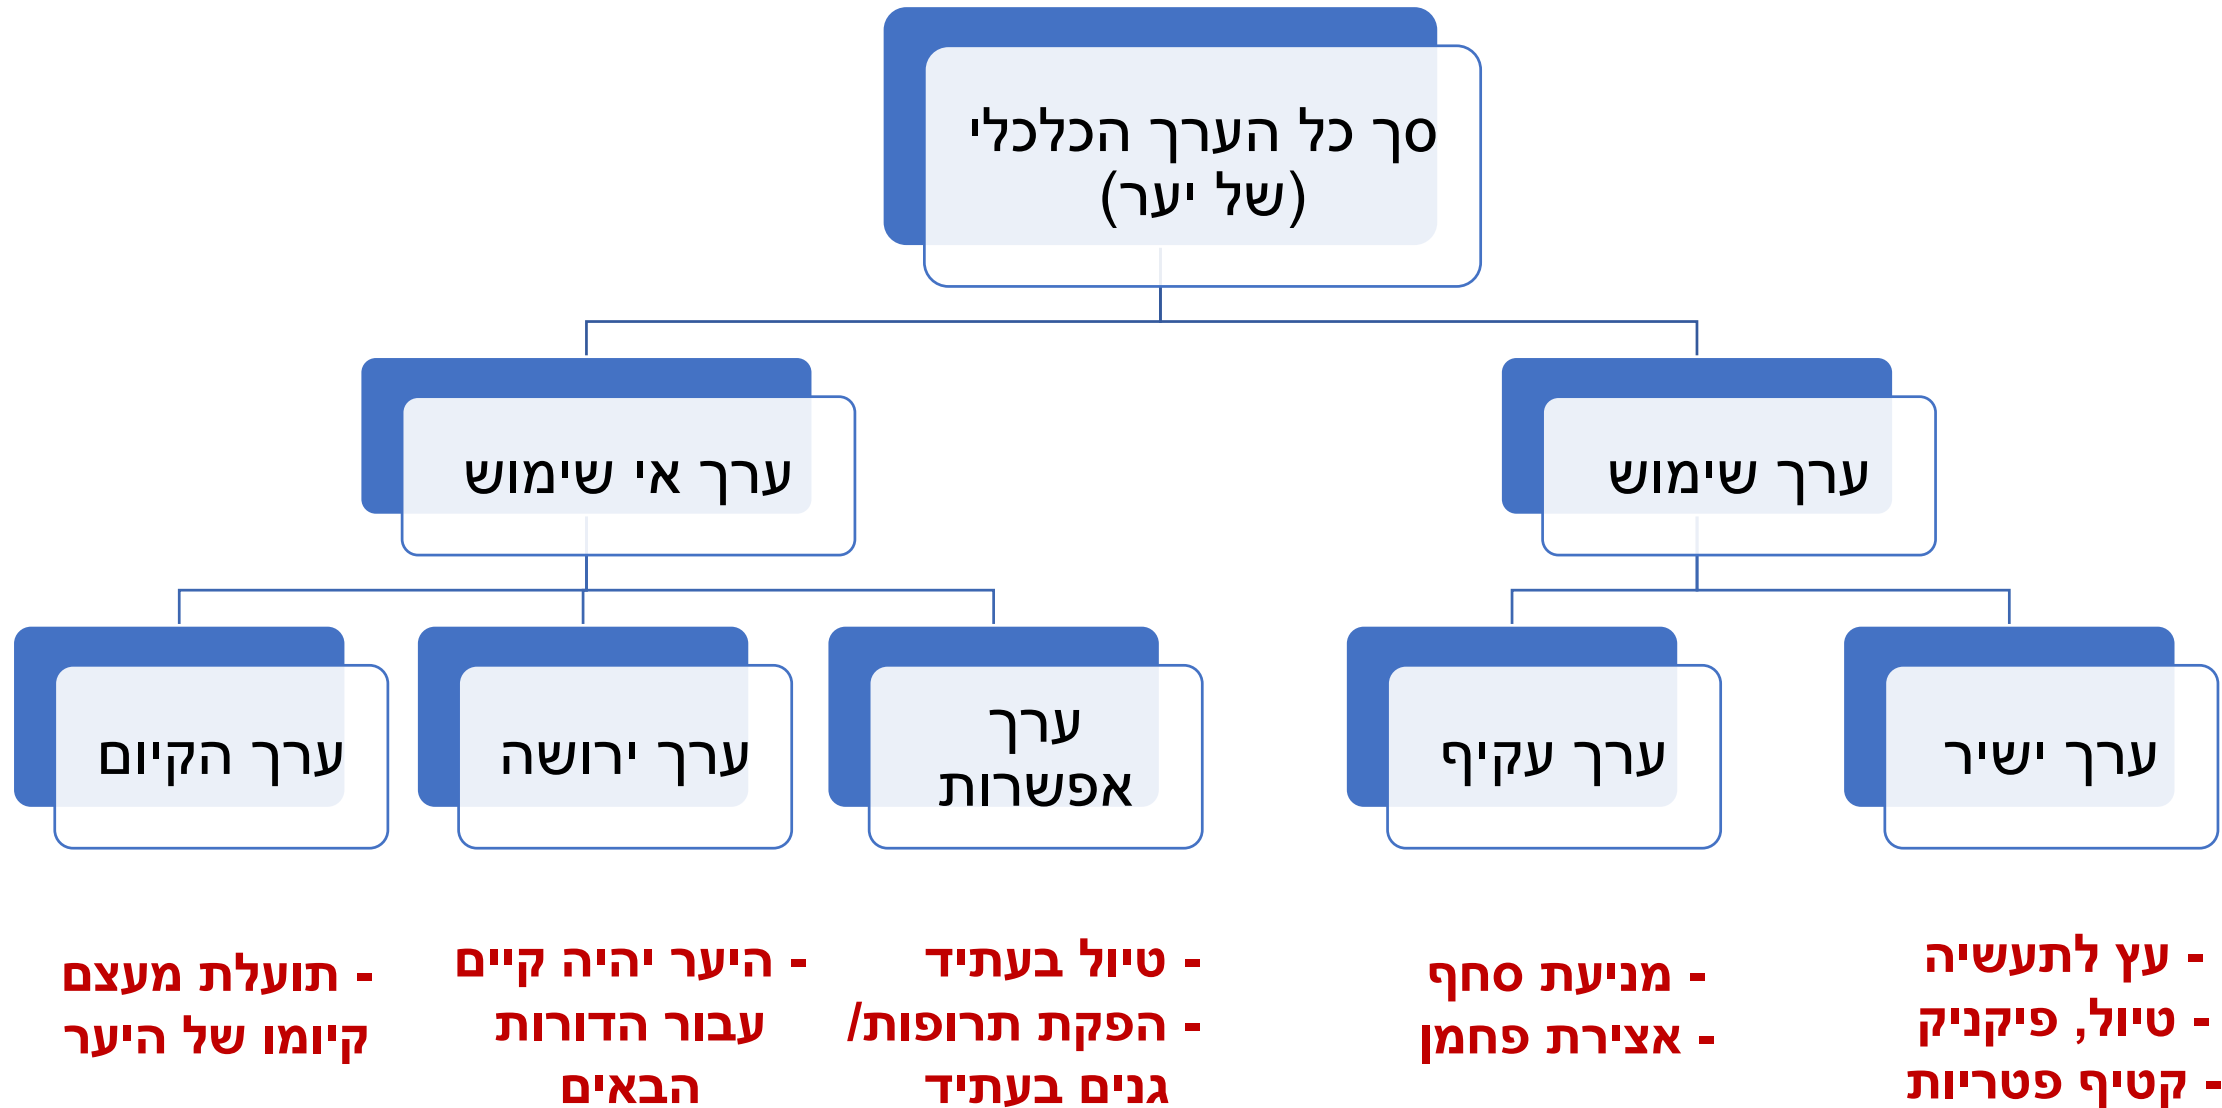 סך כל הערך הכלכלי
(של יער)
ערך שימוש
ערך אי שימוש
ערך ישיר
ערך עקיף
ערך
אפשרות
ערך ירושה
ערך הקיום
- עץ לתעשיה
- טיול, פיקניק
- קטיף פטריות
- מניעת סחף
- אצירת פחמן
- טיול בעתיד
- הפקת תרופות/
גנים בעתיד
- היער יהיה קיים
עבור הדורות
הבאים
- תועלת מעצם
קיומו של היער